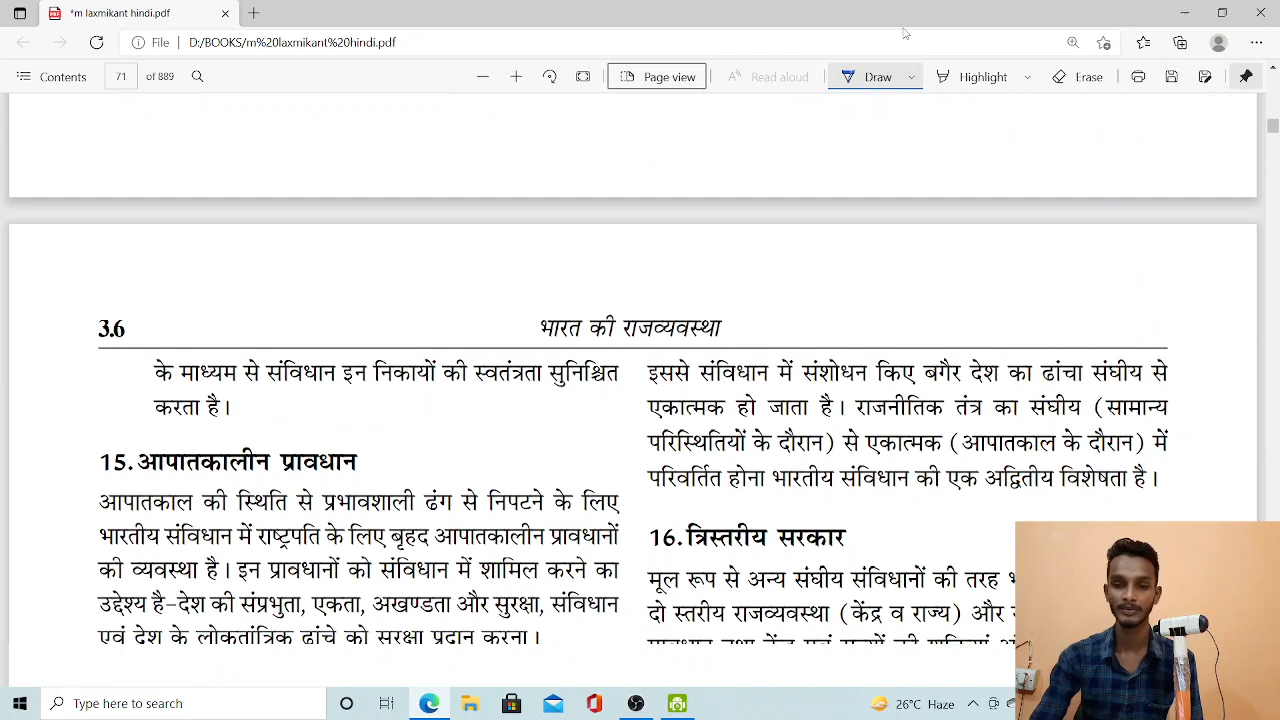 *m laxmikant hindi.pdf
File
D:/BOOKS/m%20laxmikant%20hindi.pdf
Contents
71
of 889
Page view
Read aloud
Draw
Highlight
Erase
3.6
भारत की राजव्यवस्था
के माध्यम से संविधान इन निकायों की स्वतंत्रता सुनिश्चित
करता है।
15. आपातकालीन प्रावधान
आपातकाल की स्थिति से प्रभावशाली ढंग से निपटने के लिए
भारतीय संविधान में राष्ट्रपति के लिए बृहद आपातकालीन प्रावधानों
की व्यवस्था है। इन प्रावधानों को संविधान में शामिल करने का
उद्देश्य है-देश की संप्रभुता, एकता, अखण्डता और सुरक्षा, संविधान
एवं देश के लोकतांत्रिक ढांचे को सुरक्षा प्रदान करना।
इससे संविधान में संशोधन किए बगैर देश का ढांचा संघीय से
एकात्मक हो जाता है। राजनीतिक तंत्र का संघीय (सामान्य
परिस्थितियों के दौरान) से एकात्मक (आपातकाल के दौरान) में
परिवर्तित होना भारतीय संविधान की एक अद्वितीय विशेषता है।
16. त्रिस्तरीय सरकार
मूल रूप से अन्य संघीय संविधानों की तरह
दो स्तरीय राजव्यवस्था (केंद्र व राज्य) और
Type here to search
26°C Haze